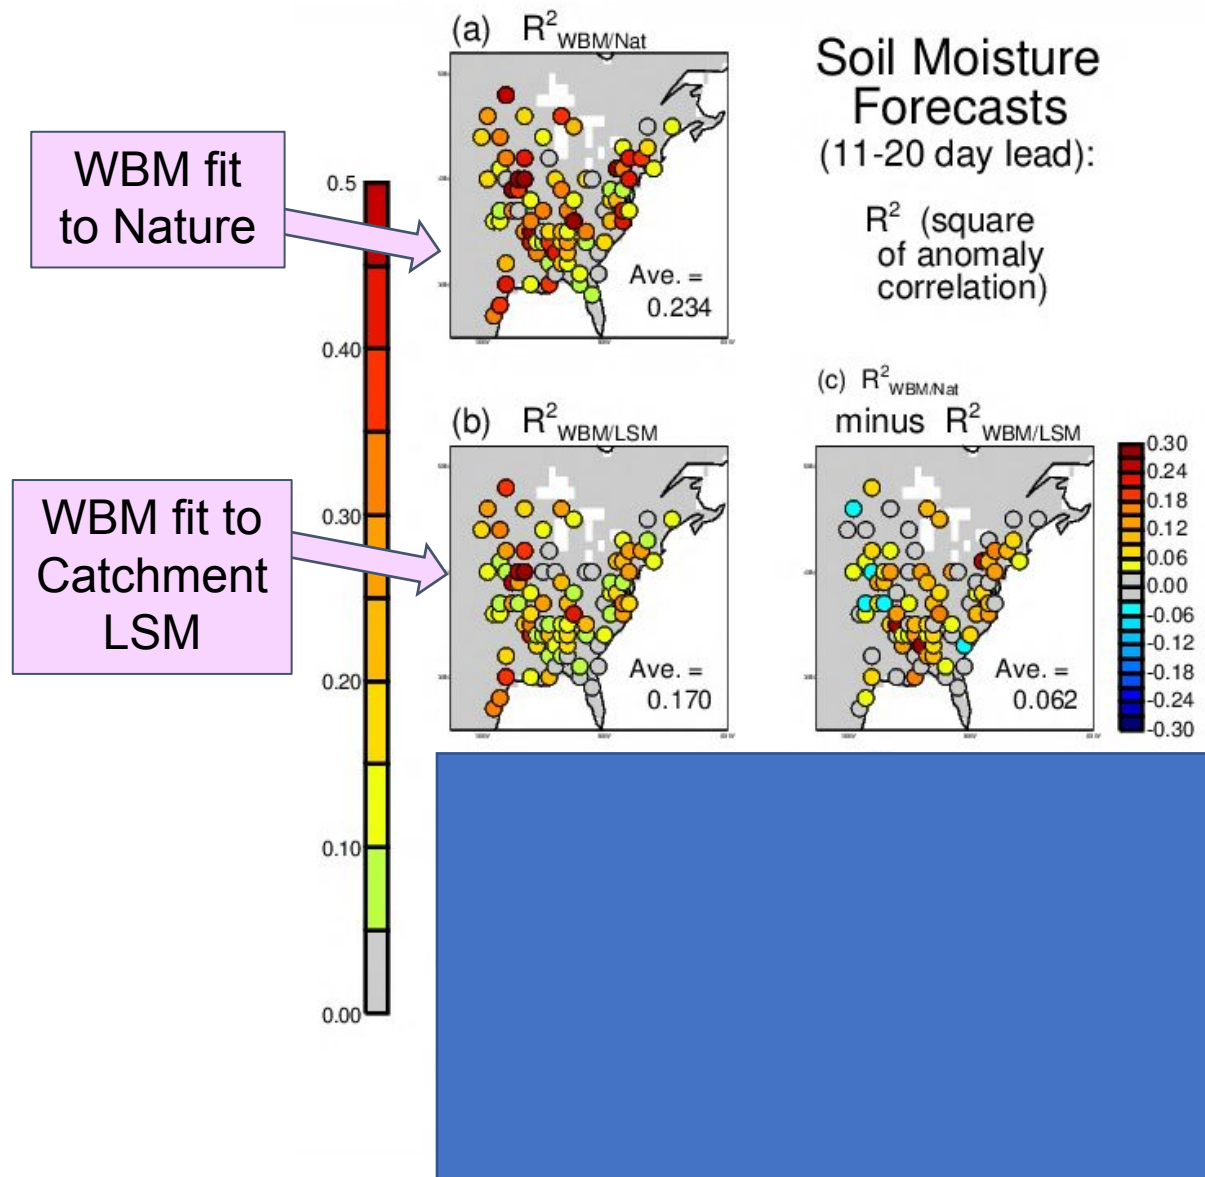 (a) R²WBM/Nat
Soil Moisture
Forecasts
(11-20 day lead):
R² (square
of anomaly
correlation)
WBM fit
to Nature
Ave. =
0.234
0.5
0.40
0.30
0.20
0.10
0.00
(b) R²WBM/LSM
WBM fit to
Catchment
LSM
Ave. =
0.170
(c) R²WBM/Nat
minus R²WBM/LSM
Ave. =
0.062
0.30
0.24
0.18
0.12
0.06
0.00
-0.06
-0.12
-0.18
-0.24
-0.30